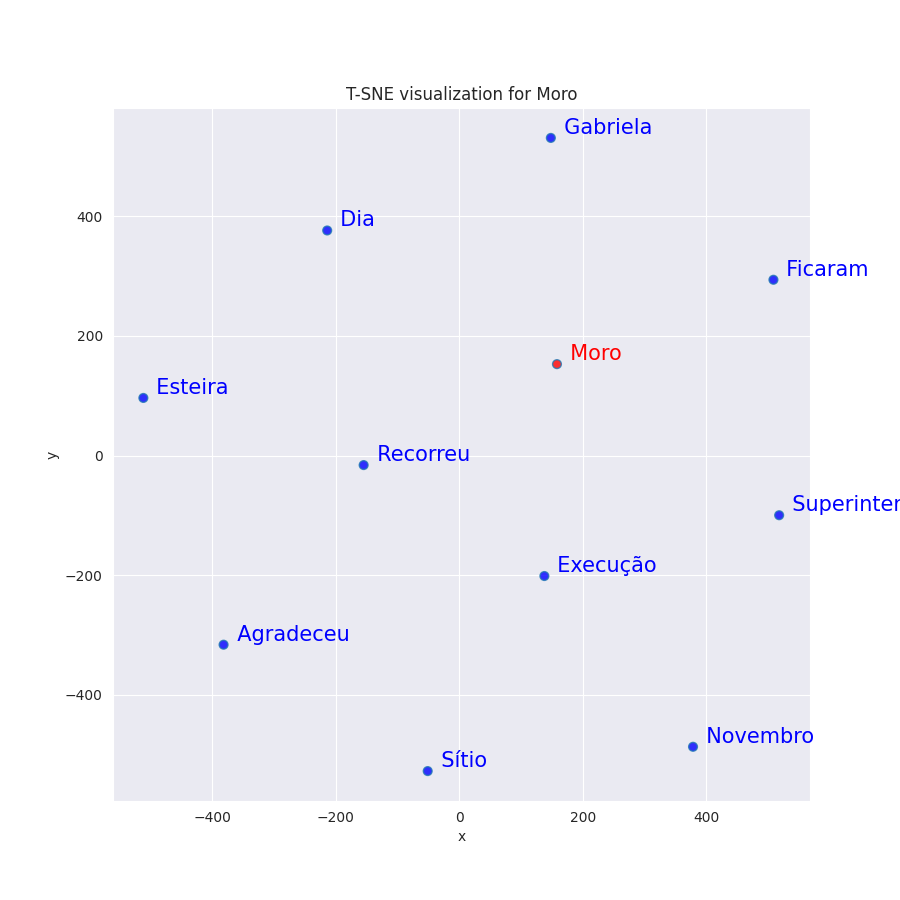 T-SNE visualization for Moro
Gabriela
Dia
Ficaram
Moro
Esteira
Recorreu
Superinter
Execução
Agradeceu
Novembro
Sítio
400
200
0
−200
−400
y
−400
−200
0
200
400
x